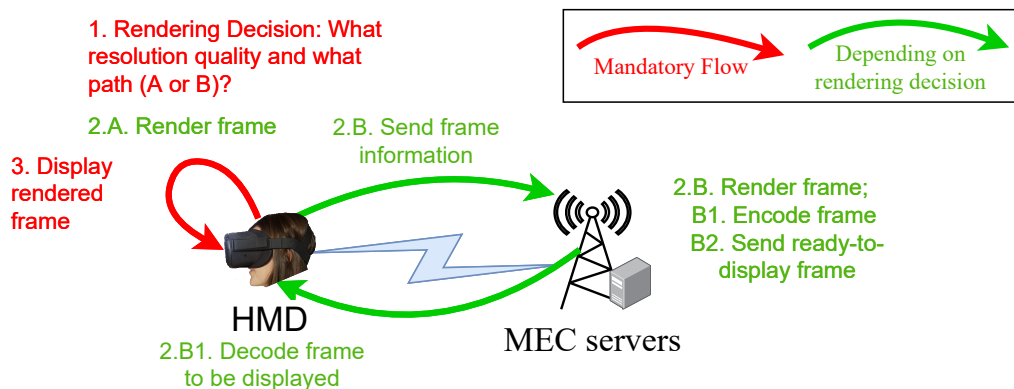 1. Rendering Decision: What
resolution quality and what
path (A or B)?
Mandatory Flow
Depending on
rendering decision
2.A. Render frame
2.B. Send frame
information
3. Display
rendered
frame
2.B. Render frame;
B1. Encode frame
B2. Send ready-to-
display frame
HMD
MEC servers
2.B1. Decode frame
to be displayed